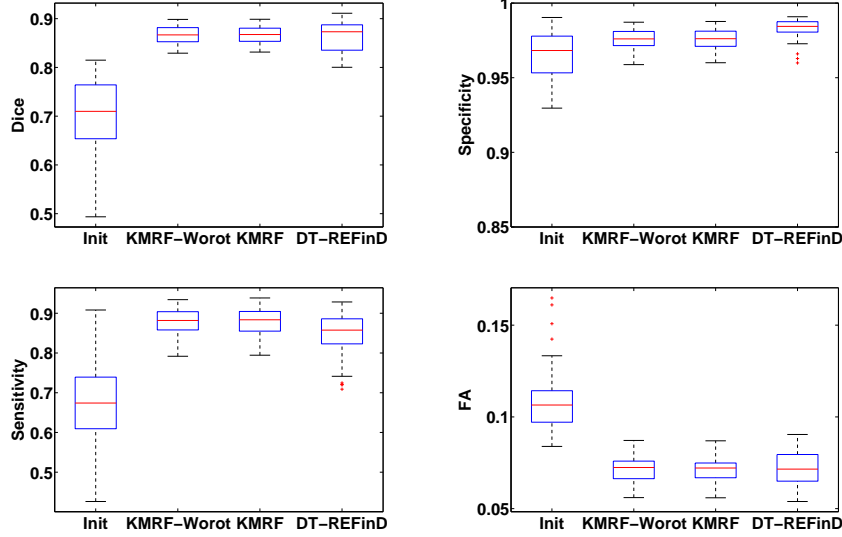 0.9
0.8
0.7
0.6
0.5
Dice
Init KMRF-Worot KMRF DT-REFinD
1
0.95
0.9
0.85
Specificity
Init KMRF-Worot KMRF DT-REFinD
0.9
0.8
0.7
0.6
0.5
Sensitivity
Init KMRF-Worot KMRF DT-REFinD
0.15
0.1
0.05
FA
Init KMRF-Worot KMRF DT-REFinD